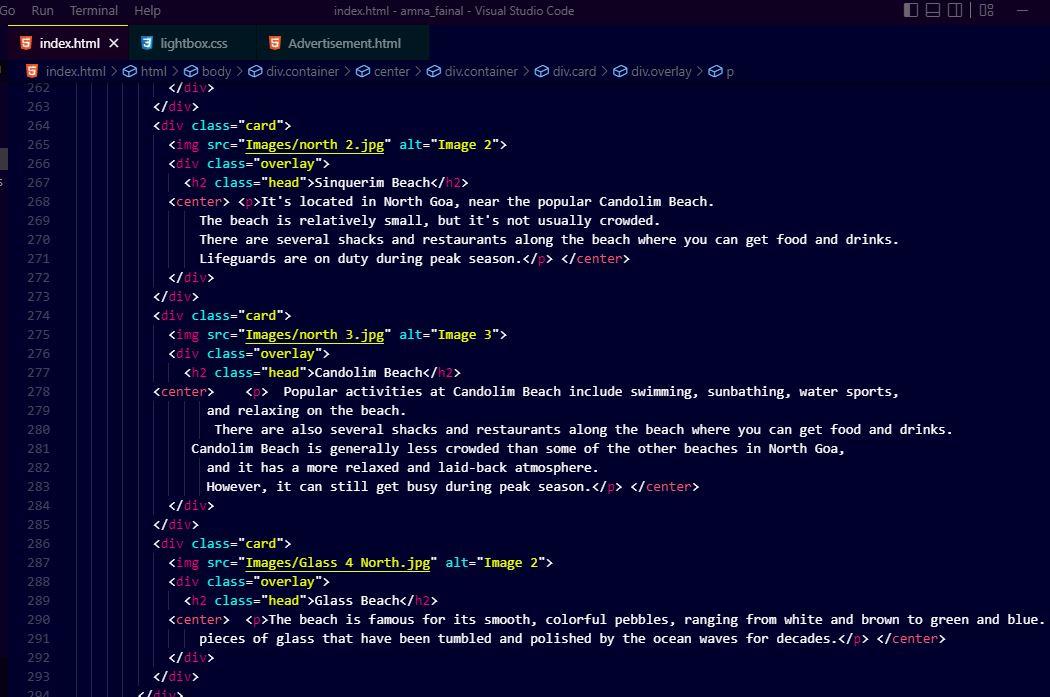 Go Run Terminal Help index.html - amna_fainal - Visual Studio Code
index.html lightbox.css Advertisement.html
index.html > html > body > div.container > center > div.container > div.card > div.overlay > p
262 </div>
263 </div>
264 <div class="card">
265 <img src="Images/north 2.jpg" alt="Image 2">
266 <div class="overlay">
267 <h2 class="head">Sinquerim Beach</h2>
268 <center> <p>It's located in North Goa, near the popular Candolim Beach.
269 The beach is relatively small, but it's not usually crowded.
270 There are several shacks and restaurants along the beach where you can get food and drinks.
271 Lifeguards are on duty during peak season.</p> </center>
272 </div>
273 </div>
274 <div class="card">
275 <img src="Images/north 3.jpg" alt="Image 3">
276 <div class="overlay">
277 <h2 class="head">Candolim Beach</h2>
278 <center> <p> Popular activities at Candolim Beach include swimming, sunbathing, water sports,
279 and relaxing on the beach.
280 There are also several shacks and restaurants along the beach where you can get food and drinks.
281 Candolim Beach is generally less crowded than some of the other beaches in North Goa,
282 and it has a more relaxed and laid-back atmosphere.
283 However, it can still get busy during peak season.</p> </center>
284 </div>
285 </div>
286 <div class="card">
287 <img src="Images/Glass 4 North.jpg" alt="Image 2">
288 <div class="overlay">
289 <h2 class="head">Glass Beach</h2>
290 <center> <p>The beach is famous for its smooth, colorful pebbles, ranging from white and brown to green and blue.
291 pieces of glass that have been tumbled and polished by the ocean waves for decades.</p> </center>
292 </div>
293 </div>
294 </div>